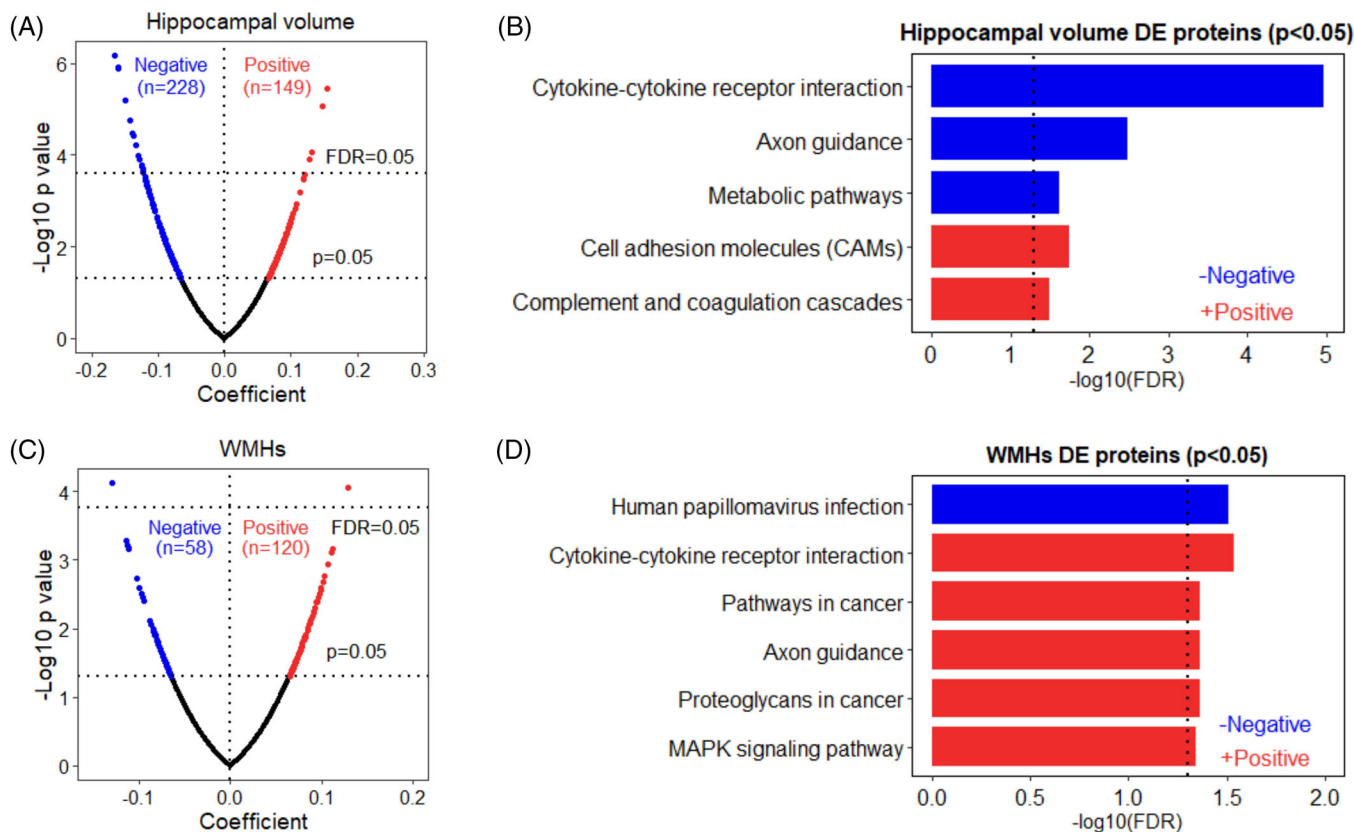 (A)
Hippocampal volume
-Log10 p value
6
4
2
0
Negative
(n=228)
Positive
(n=149)
FDR=0.05
p=0.05
-0.2 -0.1 0.0 0.1 0.2 0.3
Coefficient
(B)
Hippocampal volume DE proteins (p<0.05)
Cytokine-cytokine receptor interaction
Axon guidance
Metabolic pathways
Cell adhesion molecules (CAMs)
Complement and coagulation cascades
-Negative
+Positive
0 1 2 3 4 5
-log10(FDR)
(C)
WMHs
-Log10 p value
4
3
2
1
0
Negative
(n=58)
Positive
(n=120)
FDR=0.05
p=0.05
-0.1 0.0 0.1 0.2
Coefficient
(D)
WMHs DE proteins (p<0.05)
Human papillomavirus infection
Cytokine-cytokine receptor interaction
Pathways in cancer
Axon guidance
Proteoglycans in cancer
MAPK signaling pathway
-Negative
+Positive
0.0 0.5 1.0 1.5 2.0
-log10(FDR)